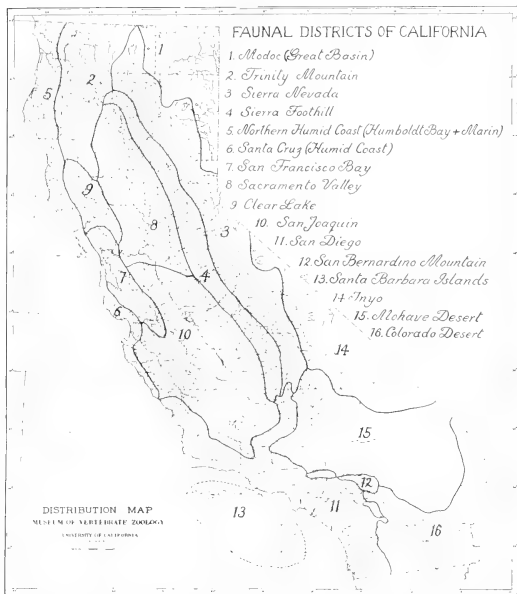 FAUNAL DISTRICTS OF CALIFORNIA
1. Modoc (Great Basin)
2. Trinity Mountain
3 Sierra Nevada
4 Sierra Foothill
5. Northern Humid Coast (Humboldt Bay + Marin)
6. Santa Cruz (Humid Coast)
7. San Francisco Bay
8 Sacramento Valley
9 Clear Lake
10. San Joaquin
11. San Diego
12. San Bernardino Mountain
13. Santa Barbara Islands
14 Inyo
15. Mohave Desert
16. Colorado Desert
1
2
5
9
8
3
7
4
6
10
14
15
12
13
11
16
DISTRIBUTION MAP
MUSEUM OF VERTEBRATE ZOOLOGY
UNIVERSITY OF CALIFORNIA